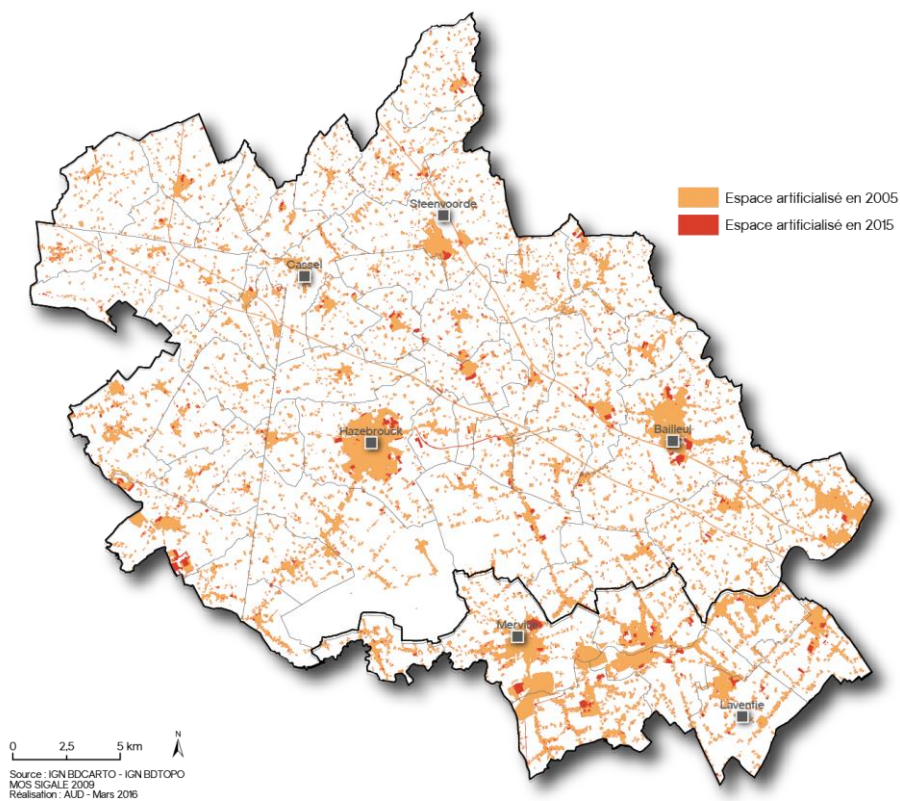 Steenvoorde
Espace artificialisé en 2005
Espace artificialisé en 2015
Cassel
Hazebrouck
Bailleul
Merville
Laventie
0 2,5 5 km
N
Source : IGN BDCARTO - IGN BDTOPO
MOS SIGALE 2009
Réalisation : AUD - Mars 2016